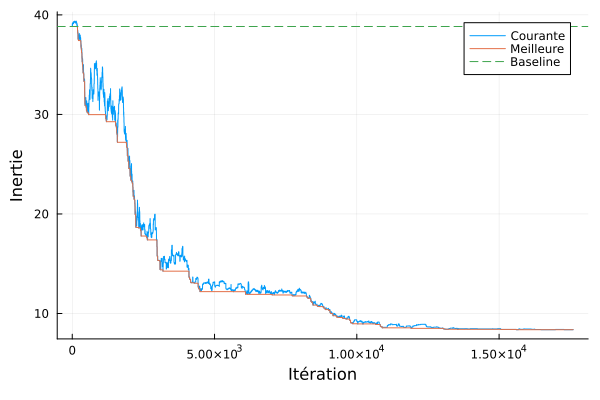 Courante
Meilleure
Baseline
40
30
20
10
Inertie
0
5.00×10³
1.00×10⁴
1.50×10⁴
Itération